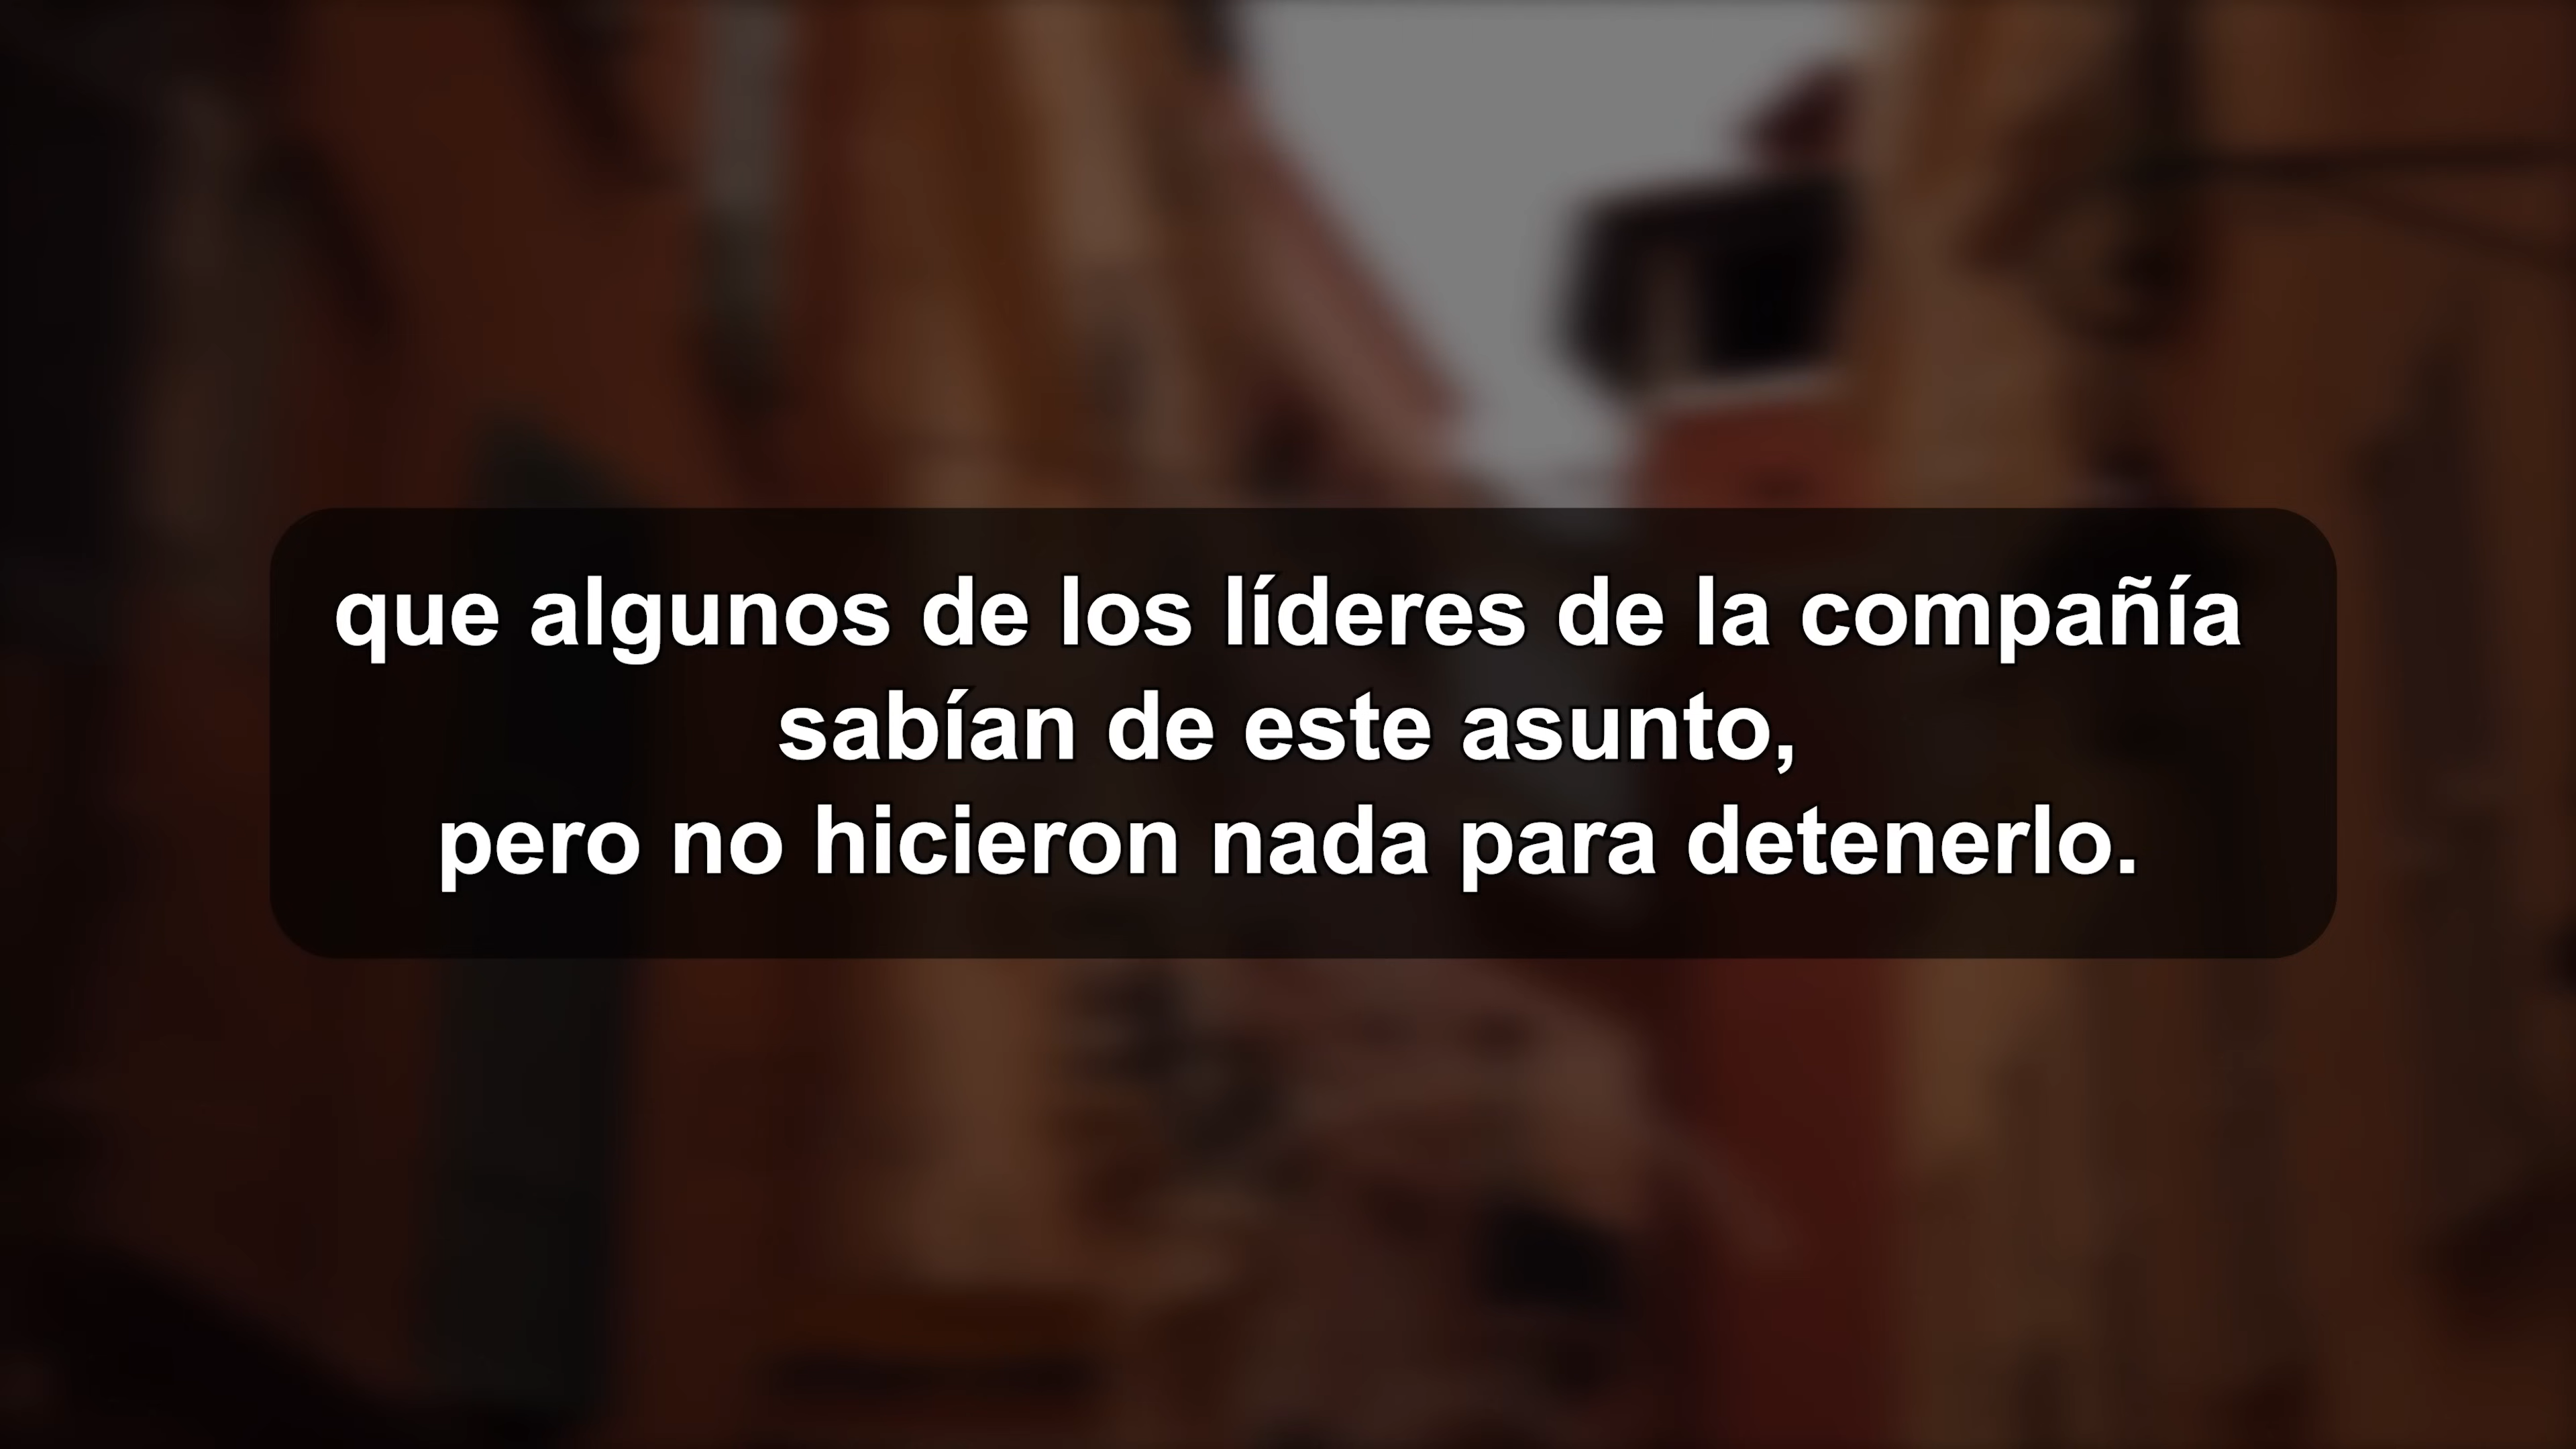 que algunos de los líderes de la compañía
sabían de este asunto,
pero no hicieron nada para detenerlo.